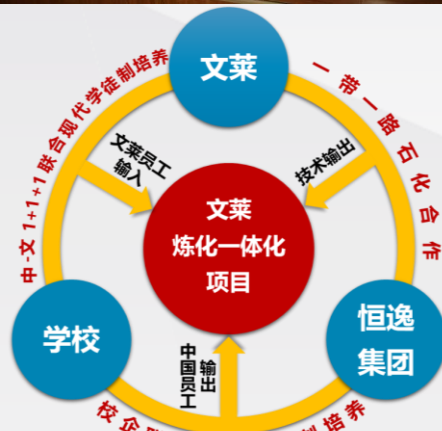 文莱
中-文1+1+1联合现代学徒制培养
一带一路石化合作
文莱员工
输入
技术输出
文莱
炼化一体化
项目
学校
恒逸
集团
中国员工
输出
校企
制培养